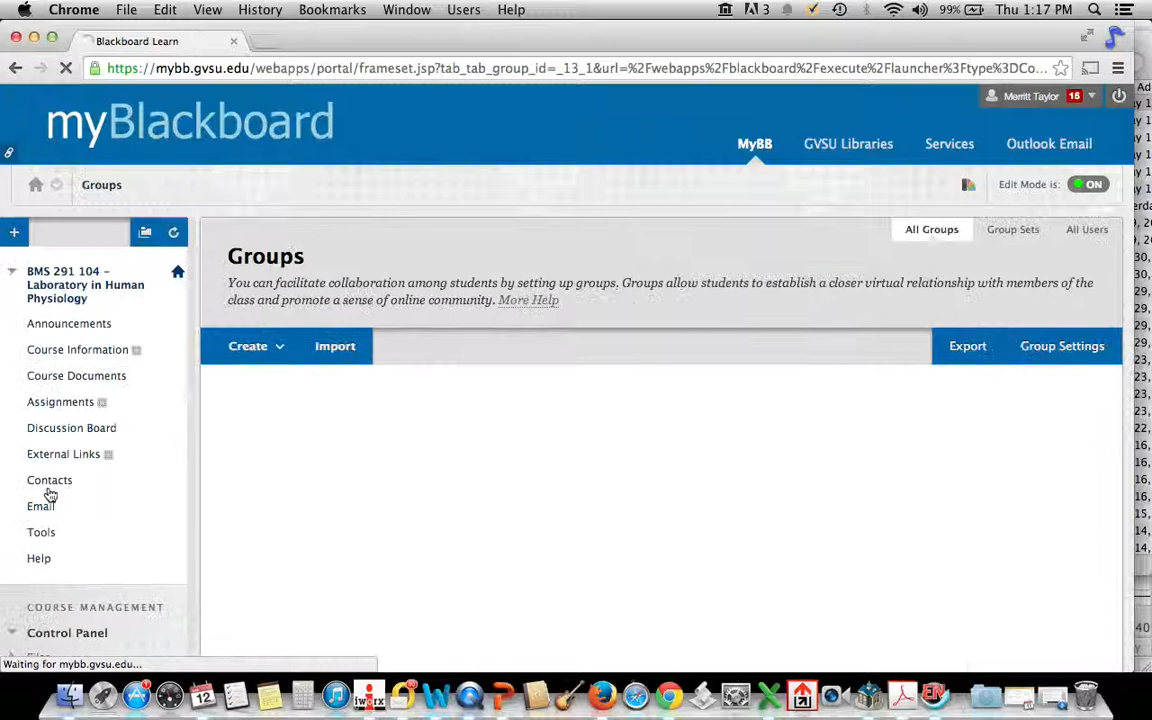 Chrome File Edit View History Bookmarks Window Users Help 3 99% Thu 1:17 PM
Blackboard Learn
https://mybb.gvsu.edu/webapps/portal/frameset.jsp?tab_tab_group_id=_13_1&url=%2Fwebapps%2Fblackboard%2Fexecute%2Flauncher%3Ftype%3DCo...
Merritt Taylor 15
myBlackboard
MyBB GVSU Libraries Services Outlook Email
Groups Edit Mode is: ON
All Groups Group Sets All Users
Groups
You can facilitate collaboration among students by setting up groups. Groups allow students to establish a closer virtual relationship with members of the
class and promote a sense of online community. More Help
Create Import Export Group Settings
BMS 291 104 -
Laboratory in Human
Physiology
Announcements
Course Information
Course Documents
Assignments
Discussion Board
External Links
Contacts
Email
Tools
Help
COURSE MANAGEMENT
Control Panel
Waiting for mybb.gvsu.edu...